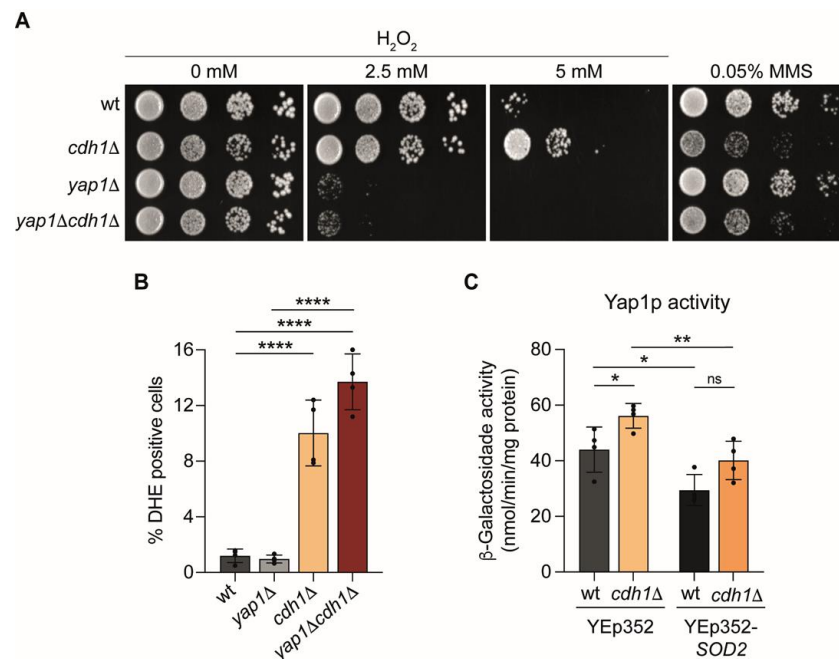 A
H₂O₂
0 mM 2.5 mM 5 mM 0.05% MMS
wt
cdh1Δ
yap1Δ
yap1Δcdh1Δ
B
% DHE positive cells
16
12
8
4
0
****
****
****
wt yap1Δ cdh1Δ yap1Δcdh1Δ
C
Yap1p activity
β-Galactosidade activity
(nmol/min/mg protein)
80
60
40
20
0
**
*
* ns
wt cdh1Δ wt cdh1Δ
YEp352 YEp352-
SOD2